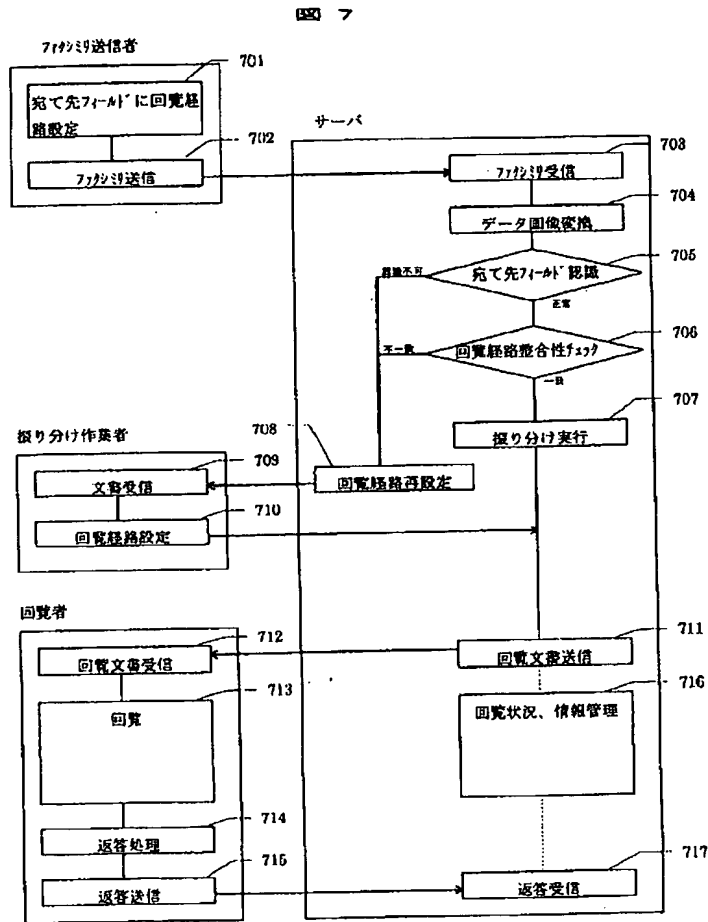 図 7
ファクシミリ送信者
701
宛て先フィールドに回覧経
路設定
702
ファクシミリ送信
サーバ
703
ファクシミリ受信
704
データ画像変換
705
宛て先フィールド認識
認識不可
正常
706
回覧経路整合性チェック
不一致
一致
707
振り分け実行
708
回覧経路再設定
振り分け作業者
709
文書受信
710
回覧経路設定
回覧者
711
回覧文書送信
712
回覧文書受信
713
回覧
716
回覧状況、情報管理
714
返答処理
715
返答送信
717
返答受信